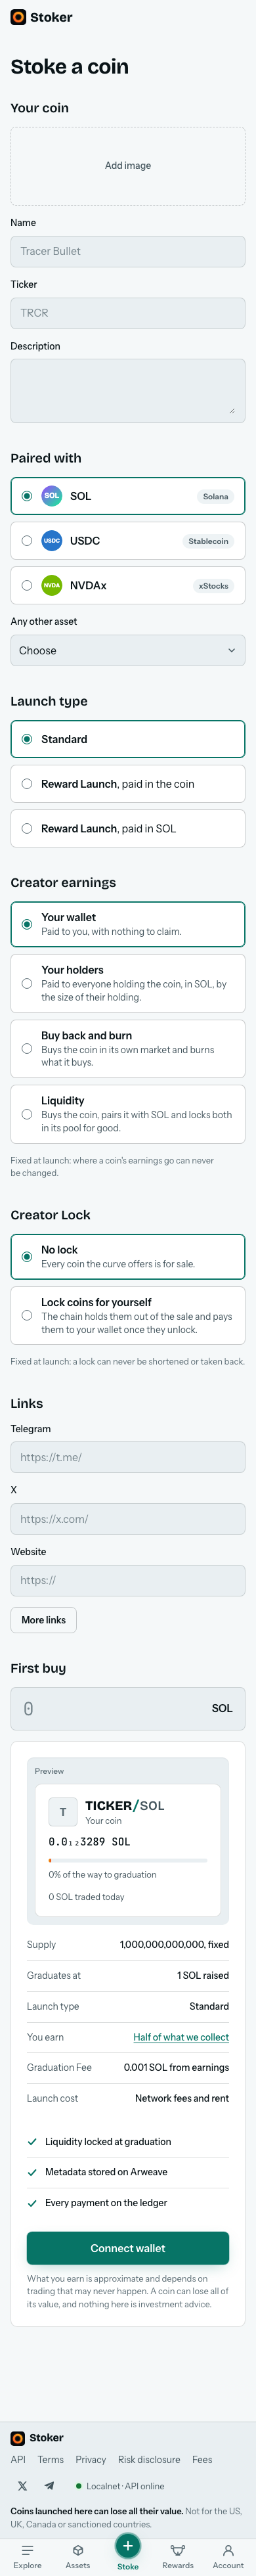 Stoker
Stoke a coin
Your coin
Add image
Name
Tracer Bullet
Ticker
TRCR
Description
Paired with
SOL SOL Solana
USDC USDC Stablecoin
NVDA NVDAx xStocks
Any other asset
Choose
Launch type
Standard
Reward Launch, paid in the coin
Reward Launch, paid in SOL
Creator earnings
Your wallet
Paid to you, with nothing to claim.
Your holders
Paid to everyone holding the coin, in SOL, by
the size of their holding.
Buy back and burn
Buys the coin in its own market and burns
what it buys.
Liquidity
Buys the coin, pairs it with SOL and locks both
in its pool for good.
Fixed at launch: where a coin's earnings go can never
be changed.
Creator Lock
No lock
Every coin the curve offers is for sale.
Lock coins for yourself
The chain holds them out of the sale and pays
them to your wallet once they unlock.
Fixed at launch: a lock can never be shortened or taken back.
Links
Telegram
https://t.me/
X
https://x.com/
Website
https://
More links
First buy
0 SOL
Preview
T TICKER/SOL
Your coin
0.0₁₂3289 SOL
0% of the way to graduation
0 SOL traded today
Supply 1,000,000,000,000, fixed
Graduates at 1 SOL raised
Launch type Standard
You earn Half of what we collect
Graduation Fee 0.001 SOL from earnings
Launch cost Network fees and rent
Liquidity locked at graduation
Metadata stored on Arweave
Every payment on the ledger
Connect wallet
What you earn is approximate and depends on
trading that may never happen. A coin can lose all of
its value, and nothing here is investment advice.
Stoker
API Terms Privacy Risk disclosure Fees
Localnet · API online
Coins launched here can lose all their value. Not for the US,
UK, Canada or sanctioned countries.
Explore Assets Stoke Rewards Account